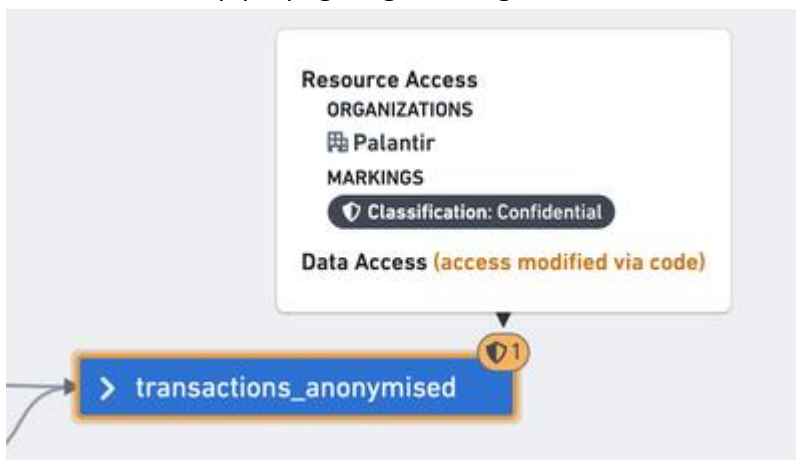 Resource Access
ORGANIZATIONS
Palantir
MARKINGS
Classification: Confidential
Data Access (access modified via code)
1
transactions_anonymised